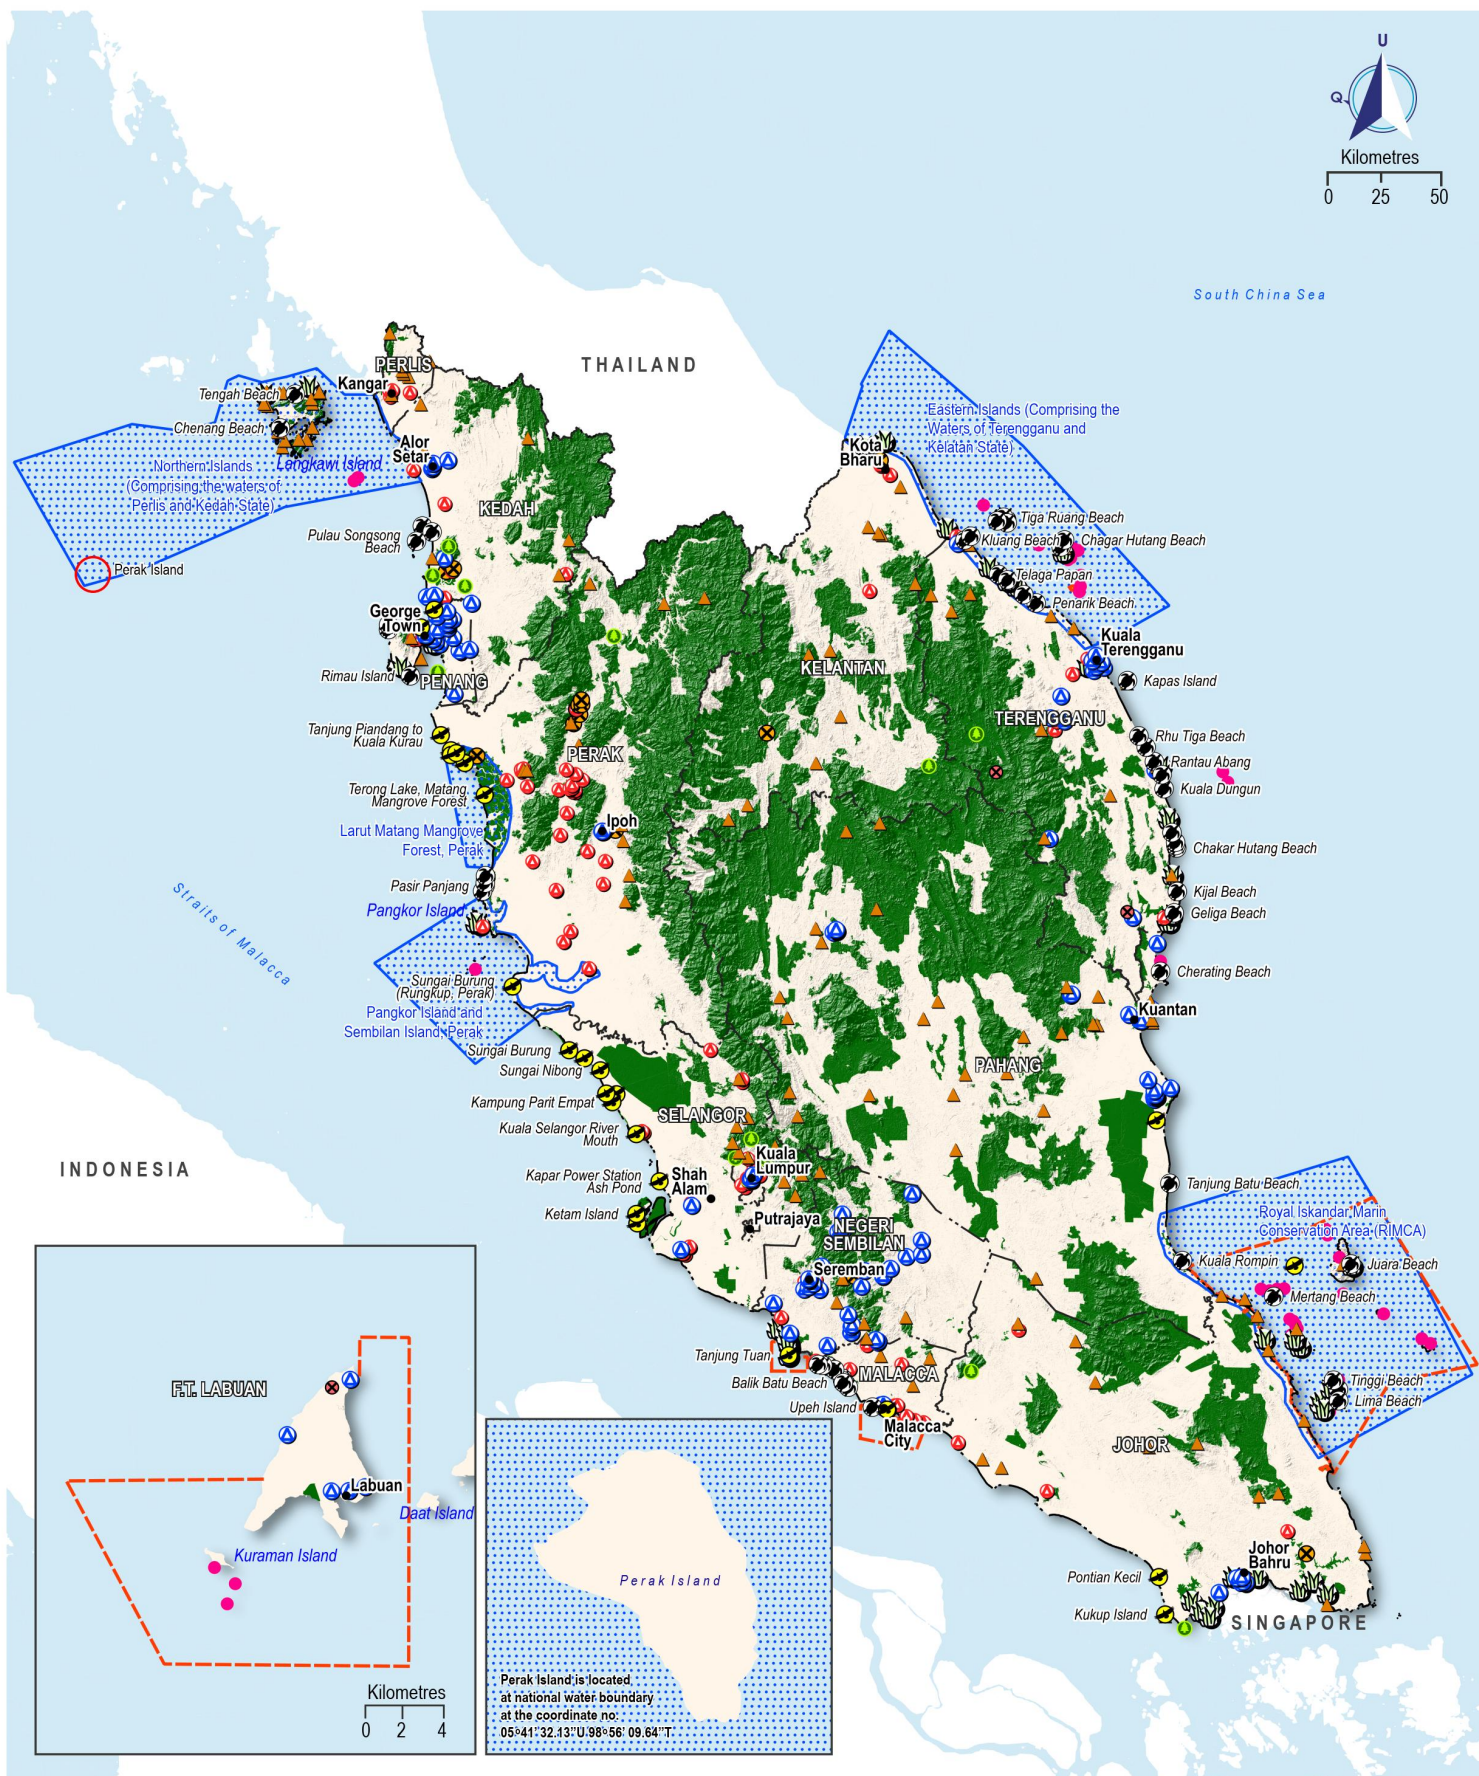 U
Q
Kilometres
0 25 50
South China Sea
THAILAND
PERLIS
Kangar
Tengah Beach
Chenang Beach
Langkawi Island
Alor
Setar
Northern Islands
(Comprising the waters of
Perlis and Kedah State)
KEDAH
Perak Island
Pulau Songsong
Beach
George
Town
Rimau Island
PENANG
Eastern Islands (Comprising the
Waters of Terengganu and
Kelatan State)
Kota
Bharu
Tiga Ruang Beach
Kluang Beach
Chagar Hutang Beach
Telaga Papan
Penarik Beach
Kuala
Terengganu
KELANTAN
Kapas Island
TERENGGANU
Tanjung Piandang to
Kuala Kurau
PERAK
Rhu Tiga Beach
Rantau Abang
Kuala Dungun
Terong Lake, Matang
Mangrove Forest
Larut Matang Mangrove
Forest, Perak
Ipoh
Chakar Hutang Beach
Pasir Panjang
Kijal Beach
Pangkor Island
Geliga Beach
Straits of Malacca
Cherating Beach
Sungai Burung
(Rungkup, Perak)
Pangkor Island and
Sembilan Island, Perak
Kuantan
Sungai Burung
Sungai Nibong
PAHANG
Kampung Parit Empat
SELANGOR
Kuala Selangor River
Mouth
Kuala
Lumpur
INDONESIA
Kapar Power Station
Ash Pond
Shah
Alam
Tanjung Batu Beach
Ketam Island
Putrajaya
NEGERI
SEMBILAN
Royal Iskandar Marin
Conservation Area (RIMCA)
Seremban
Kuala Rompin
Juara Beach
Mertang Beach
Tanjung Tuan
Balik Batu Beach
MALACCA
Tinggi Beach
Upeh Island
Lima Beach
Malacca
City
JOHOR
F.T. LABUAN
Labuan
Daat Island
Kuraman Island
Kilometres
0 2 4
Perak Island
Perak Island is located
at national water boundary
at the coordinate no.
05º41' 32.13"U 98º56' 09.64"T
Johor
Bahru
Pontian Kecil
Kukup Island
SINGAPORE